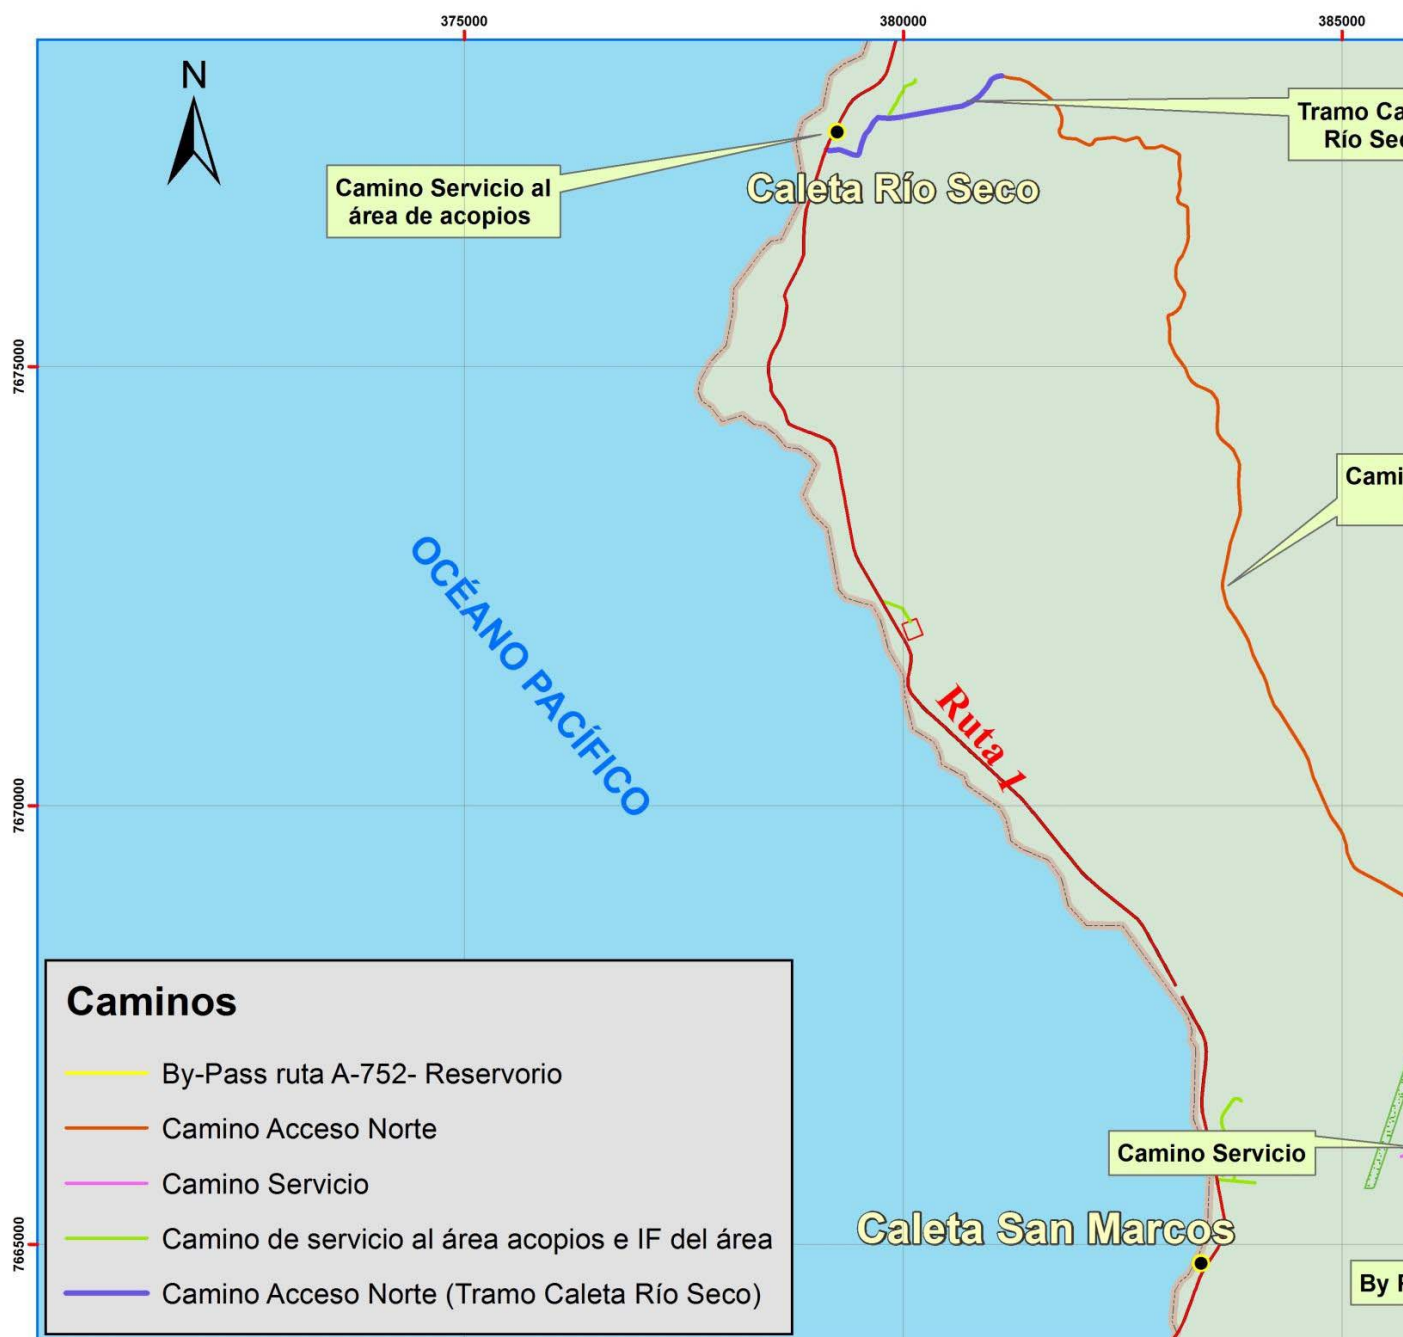 375000
380000
385000
N
Tramo Ca
Río Sec
Camino Servicio al
área de acopios
Caleta Río Seco
7675000
Cami
OCÉANO PACÍFICO
Ruta 1
7670000
Caminos
By-Pass ruta A-752- Reservorio
Camino Acceso Norte
Camino Servicio
Camino de servicio al área acopios e IF del área
Camino Acceso Norte (Tramo Caleta Río Seco)
Camino Servicio
Caleta San Marcos
7665000
By